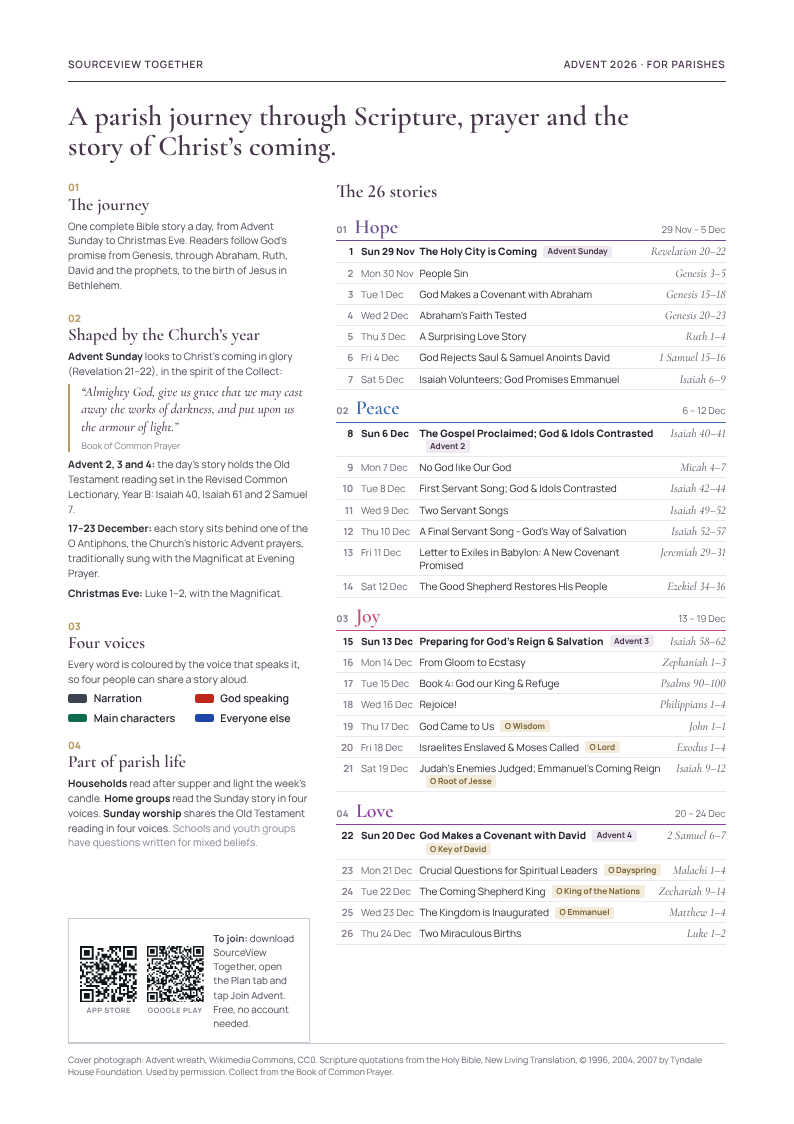 SOURCEVIEW TOGETHER
ADVENT 2026 · FOR PARISHES
A parish journey through Scripture, prayer and the
story of Christ’s coming.
01
The journey
One complete Bible story a day, from Advent
Sunday to Christmas Eve. Readers follow God’s
promise from Genesis, through Abraham, Ruth,
David and the prophets, to the birth of Jesus in
Bethlehem.
02
Shaped by the Church’s year
Advent Sunday looks to Christ’s coming in glory
(Revelation 21–22), in the spirit of the Collect:
“Almighty God, give us grace that we may cast
away the works of darkness, and put upon us
the armour of light.”
Book of Common Prayer
Advent 2, 3 and 4: the day’s story holds the Old
Testament reading set in the Revised Common
Lectionary, Year B: Isaiah 40, Isaiah 61 and 2 Samuel
7.
17–23 December: each story sits behind one of the
O Antiphons, the Church’s historic Advent prayers,
traditionally sung with the Magnificat at Evening
Prayer.
Christmas Eve: Luke 1–2, with the Magnificat.
03
Four voices
Every word is coloured by the voice that speaks it,
so four people can share a story aloud.
Narration
God speaking
Main characters
Everyone else
04
Part of parish life
Households read after supper and light the week’s
candle. Home groups read the Sunday story in four
voices. Sunday worship shares the Old Testament
reading in four voices. Schools and youth groups
have questions written for mixed beliefs.
APP STORE
GOOGLE PLAY
To join: download
SourceView
Together, open
the Plan tab and
tap Join Advent.
Free, no account
needed.
The 26 stories
01 Hope 29 Nov – 5 Dec
1 Sun 29 Nov The Holy City is Coming Advent Sunday Revelation 20–22
2 Mon 30 Nov People Sin Genesis 3–5
3 Tue 1 Dec God Makes a Covenant with Abraham Genesis 15–18
4 Wed 2 Dec Abraham’s Faith Tested Genesis 20–23
5 Thu 3 Dec A Surprising Love Story Ruth 1–4
6 Fri 4 Dec God Rejects Saul & Samuel Anoints David 1 Samuel 15–16
7 Sat 5 Dec Isaiah Volunteers; God Promises Emmanuel Isaiah 6–9
02 Peace 6 – 12 Dec
8 Sun 6 Dec The Gospel Proclaimed; God & Idols Contrasted Isaiah 40–41
Advent 2
9 Mon 7 Dec No God like Our God Micah 4–7
10 Tue 8 Dec First Servant Song; God & Idols Contrasted Isaiah 42–44
11 Wed 9 Dec Two Servant Songs Isaiah 49–52
12 Thu 10 Dec A Final Servant Song - God’s Way of Salvation Isaiah 52–57
13 Fri 11 Dec Letter to Exiles in Babylon: A New Covenant Jeremiah 29–31
Promised
14 Sat 12 Dec The Good Shepherd Restores His People Ezekiel 34–36
03 Joy 13 – 19 Dec
15 Sun 13 Dec Preparing for God’s Reign & Salvation Advent 3 Isaiah 58–62
16 Mon 14 Dec From Gloom to Ecstasy Zephaniah 1–3
17 Tue 15 Dec Book 4: God our King & Refuge Psalms 90–100
18 Wed 16 Dec Rejoice! Philippians 1–4
19 Thu 17 Dec God Came to Us O Wisdom John 1–1
20 Fri 18 Dec Israelites Enslaved & Moses Called O Lord Exodus 1–4
21 Sat 19 Dec Judah’s Enemies Judged; Emmanuel’s Coming Reign Isaiah 9–12
O Root of Jesse
04 Love 20 – 24 Dec
22 Sun 20 Dec God Makes a Covenant with David Advent 4 2 Samuel 6–7
O Key of David
23 Mon 21 Dec Crucial Questions for Spiritual Leaders O Dayspring Malachi 1–4
24 Tue 22 Dec The Coming Shepherd King O King of the Nations Zechariah 9–14
25 Wed 23 Dec The Kingdom is Inaugurated O Emmanuel Matthew 1–4
26 Thu 24 Dec Two Miraculous Births Luke 1–2
Cover photograph: Advent wreath, Wikimedia Commons, CC0. Scripture quotations from the Holy Bible, New Living Translation, © 1996, 2004, 2007 by Tyndale
House Foundation. Used by permission. Collect from the Book of Common Prayer.